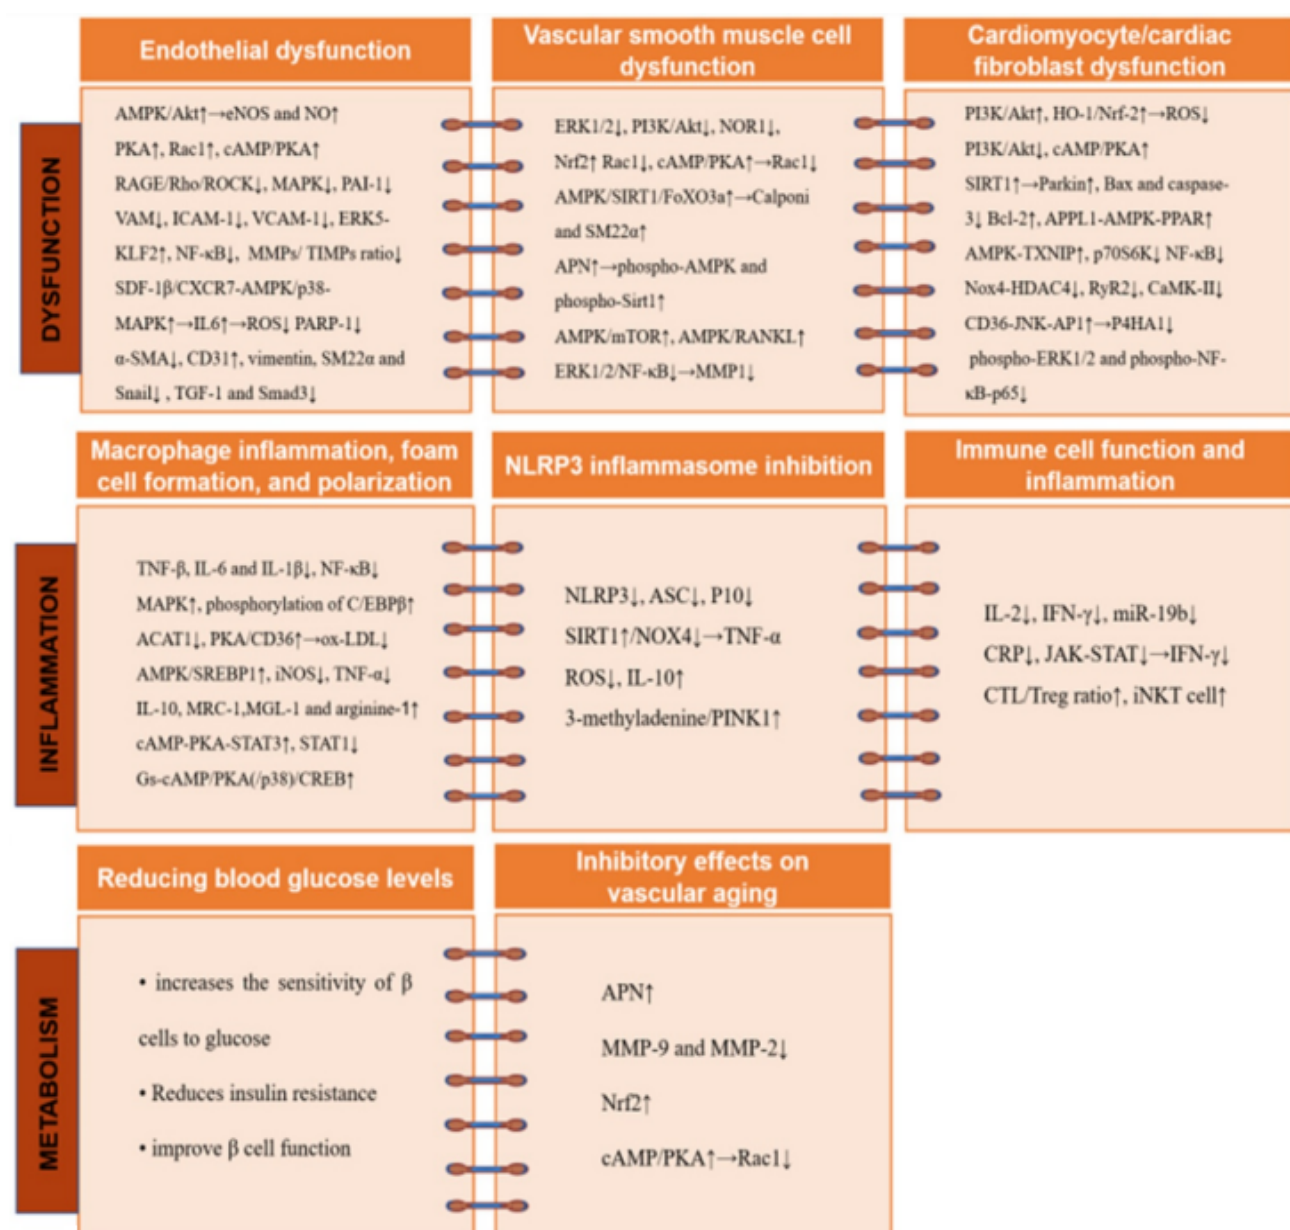 Endothelial dysfunction
Vascular smooth muscle cell
dysfunction
Cardiomyocyte/cardiac
fibroblast dysfunction
DYSFUNCTION
AMPK/Akt↑→eNOS and NO↑
PKA↑, Rac1↑, cAMP/PKA↑
RAGE/Rho/ROCK↓, MAPK↓, PAI-1↓
VAM↓, ICAM-1↓, VCAM-1↓, ERK5-
KLF2↑, NF-κB↓, MMPs/ TIMPs ratio↓
SDF-1β/CXCR7-AMPK/p38-
MAPK↑→IL6↑→ROS↓ PARP-1↓
α-SMA↓, CD31↑, vimentin, SM22α and
Snail↓ , TGF-1 and Smad3↓
ERK1/2↓, PI3K/Akt↓, NOR1↓,
Nrf2↑ Rac1↓, cAMP/PKA↑→Rac1↓
AMPK/SIRT1/FoXO3a↑→Calponi
and SM22α↑
APN↑→phospho-AMPK and
phospho-Sirt1↑
AMPK/mTOR↑, AMPK/RANKL↑
ERK1/2/NF-κB↓→MMP1↓
PI3K/Akt↑, HO-1/Nrf-2↑→ROS↓
PI3K/Akt↓, cAMP/PKA↑
SIRT1↑→Parkin↑, Bax and caspase-
3↓ Bcl-2↑, APPL1-AMPK-PPAR↑
AMPK-TXNIP↑, p70S6K↓ NF-κB↓
Nox4-HDAC4↓, RyR2↓, CaMK-II↓
CD36-JNK-AP1↑→P4HA1↓
phospho-ERK1/2 and phospho-NF-
κB-p65↓
Macrophage inflammation, foam
cell formation, and polarization
NLRP3 inflammasome inhibition
Immune cell function and
inflammation
INFLAMMATION
TNF-β, IL-6 and IL-1β↓, NF-κB↓
MAPK↑, phosphorylation of C/EBPβ↑
ACAT1↓, PKA/CD36↑→ox-LDL↓
AMPK/SREBP1↑, iNOS↓, TNF-α↓
IL-10, MRC-1,MGL-1 and arginine-1↑
cAMP-PKA-STAT3↑, STAT1↓
Gs-cAMP/PKA(/p38)/CREB↑
NLRP3↓, ASC↓, P10↓
SIRT1↑/NOX4↓→TNF-α
ROS↓, IL-10↑
3-methyladenine/PINK1↑
IL-2↓, IFN-γ↓, miR-19b↓
CRP↓, JAK-STAT↓→IFN-γ↓
CTL/Treg ratio↑, iNKT cell↑
Reducing blood glucose levels
Inhibitory effects on
vascular aging
METABOLISM
• increases the sensitivity of β
cells to glucose
• Reduces insulin resistance
• improve β cell function
APN↑
MMP-9 and MMP-2↓
Nrf2↑
cAMP/PKA↑→Rac1↓